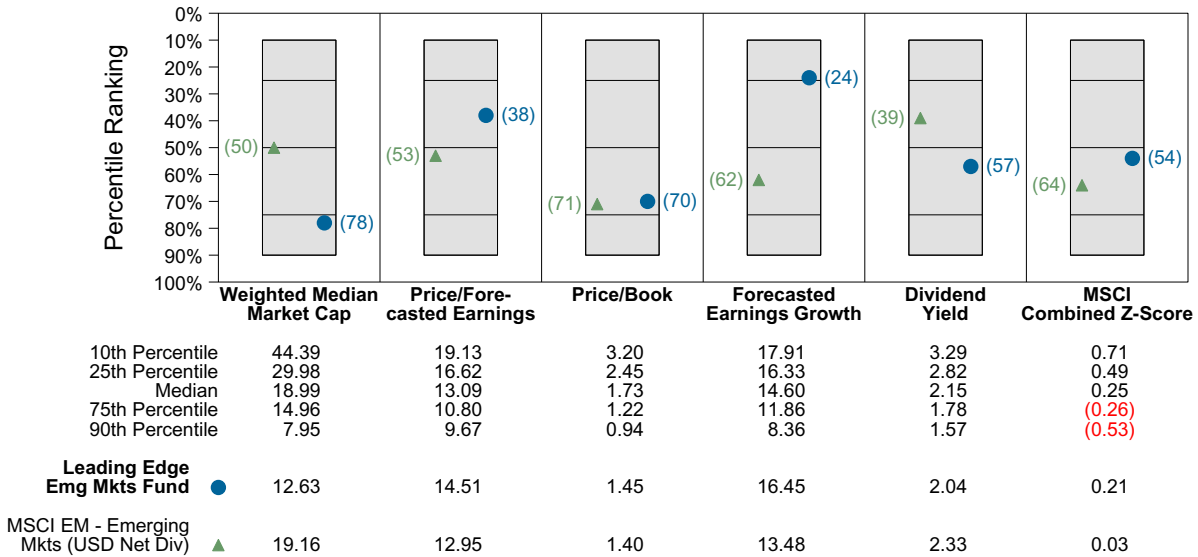 0%
10%
20%
30%
40%
50%
60%
70%
80%
90%
100%
Percentile Ranking
(50)
(78)
(53)
(38)
(71)
(70)
(62)
(24)
(39)
(57)
(64)
(54)
Weighted Median
Market Cap
Price/Fore-
casted Earnings
Price/Book
Forecasted
Earnings Growth
Dividend
Yield
MSCI
Combined Z-Score
10th Percentile 44.39 19.13 3.20 17.91 3.29 0.71
25th Percentile 29.98 16.62 2.45 16.33 2.82 0.49
Median 18.99 13.09 1.73 14.60 2.15 0.25
75th Percentile 14.96 10.80 1.22 11.86 1.78 (0.26)
90th Percentile 7.95 9.67 0.94 8.36 1.57 (0.53)
Leading Edge
Emg Mkts Fund 12.63 14.51 1.45 16.45 2.04 0.21
MSCI EM - Emerging
Mkts (USD Net Div) 19.16 12.95 1.40 13.48 2.33 0.03